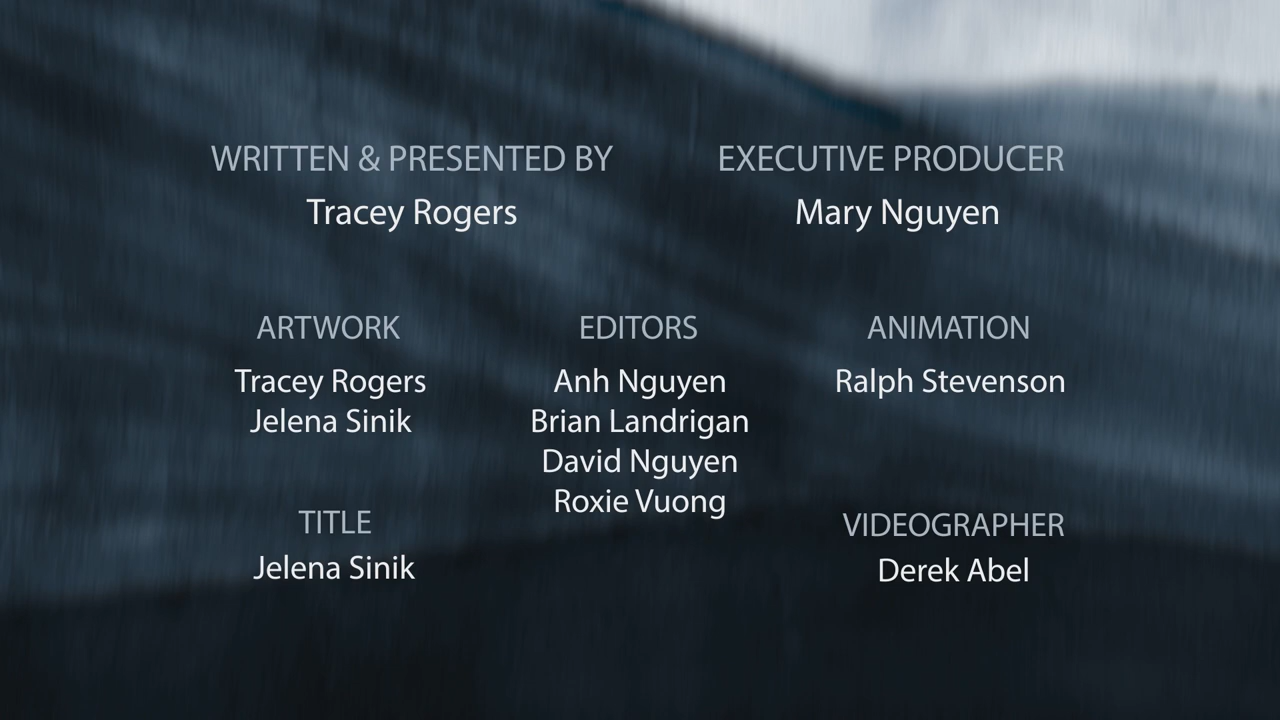 WRITTEN & PRESENTED BY
Tracey Rogers
EXECUTIVE PRODUCER
Mary Nguyen
ARTWORK
Tracey Rogers
Jelena Sinik
EDITORS
Anh Nguyen
Brian Landrigan
David Nguyen
Roxie Vuong
ANIMATION
Ralph Stevenson
TITLE
Jelena Sinik
VIDEOGRAPHER
Derek Abel